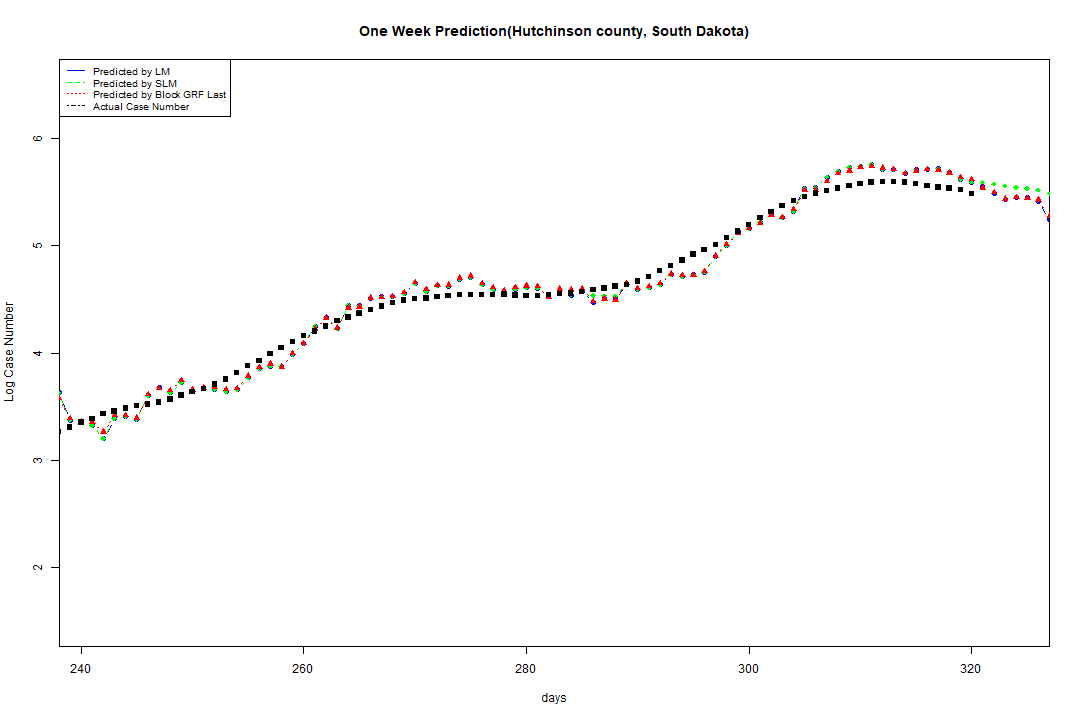 One Week Prediction(Hutchinson county, South Dakota)
Predicted by LM
Predicted by SLM
Predicted by Block GRF Last
Actual Case Number
6
5
4
3
2
Log Case Number
240 260 280 300 320
days